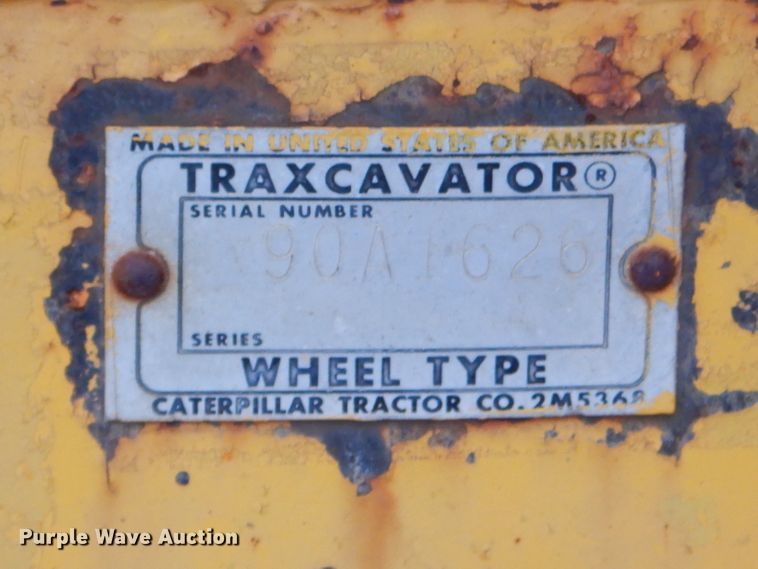 MADE IN UNITED STATES OF AMERICA
TRAXCAVATOR®
SERIAL NUMBER
90A1626
SERIES
WHEEL TYPE
CATERPILLAR TRACTOR CO. 2M5368
Purple Wave Auction